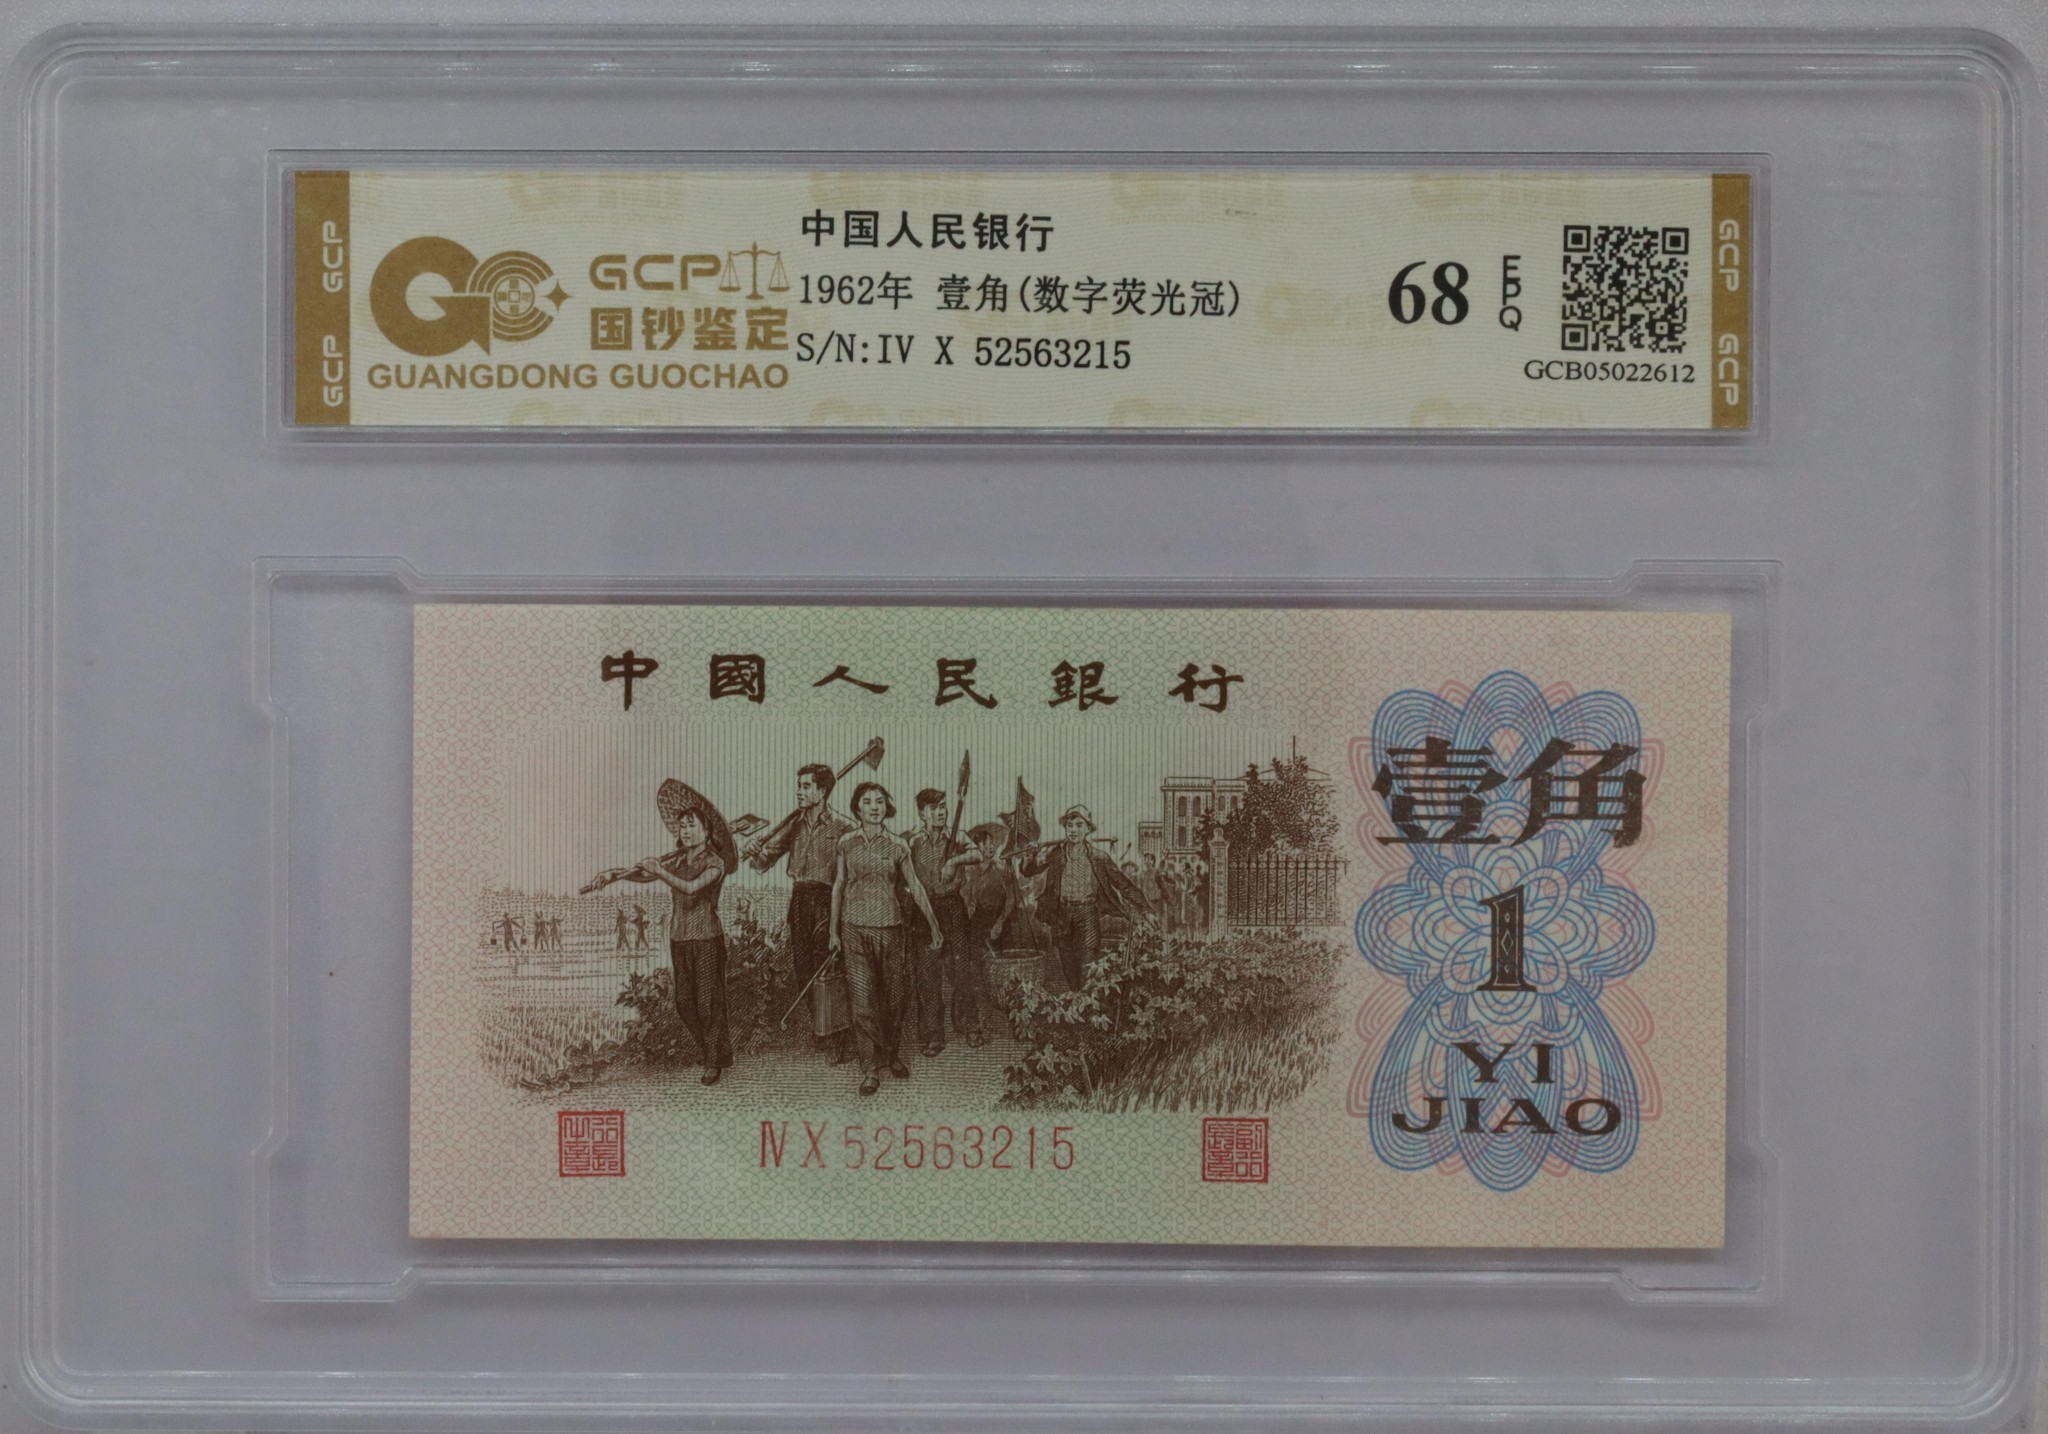 GCP
GCP
GCP
国钞鉴定
GUANGDONG GUOCHAO
中国人民银行
1962年 壹角(数字荧光冠)
S/N:IV X 52563215
68
EPQ
GCB05022612
GCP
GCP
中國人民銀行
壹角
1
YI
JIAO
ⅣX52563215